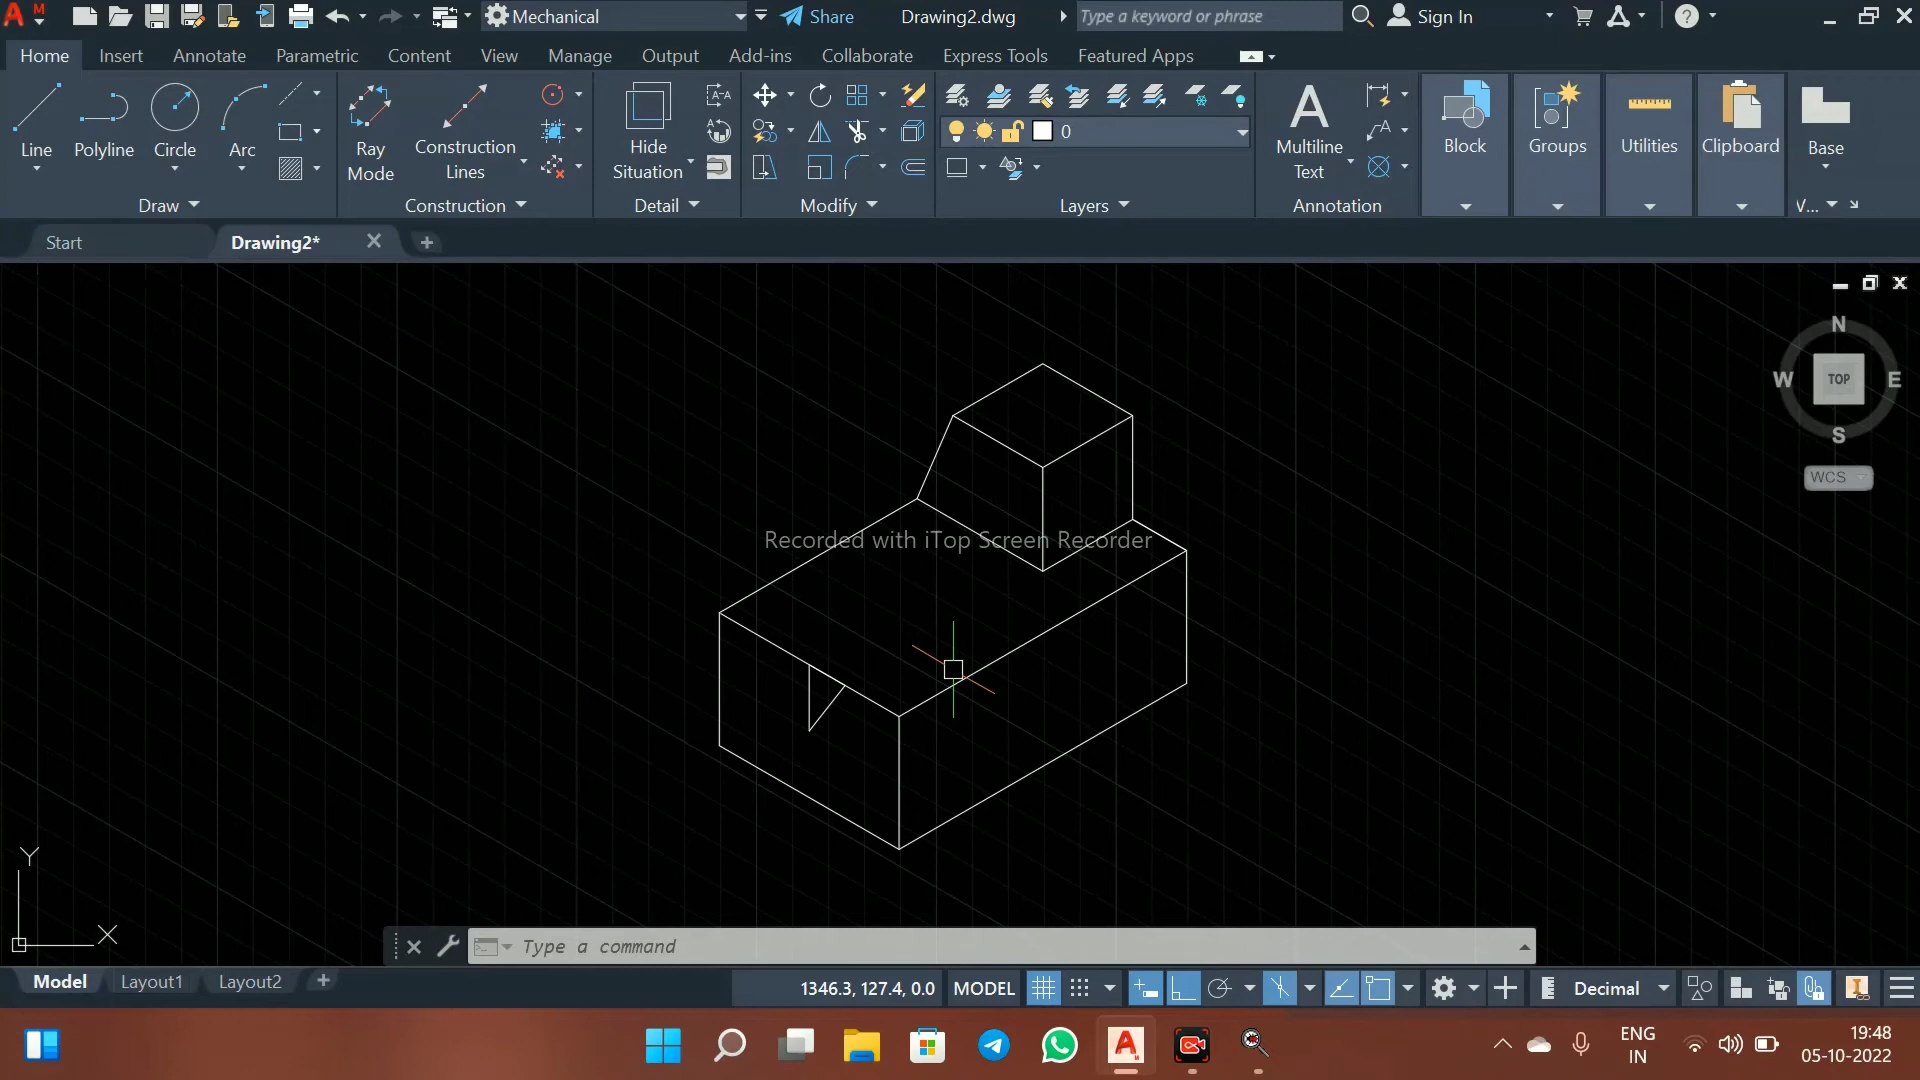 M
Mechanical
Share
Drawing2.dwg
Type a keyword or phrase
Sign In
Home
Insert
Annotate
Parametric
Content
View
Manage
Output
Add-ins
Collaborate
Express Tools
Featured Apps
Line
Polyline
Circle
Arc
Draw
Ray
Mode
Construction
Lines
Construction
Hide
Situation
Detail
Modify
0
Layers
Multiline
Text
Annotation
Block
Groups
Utilities
Clipboard
Base
V...
Start
Drawing2*
N
W
TOP
E
S
WCS
Recorded with iTop Screen Recorder
Y
X
Type a command
Model
Layout1
Layout2
1346.3, 127.4, 0.0
MODEL
Decimal
ENG
IN
19:48
05-10-2022